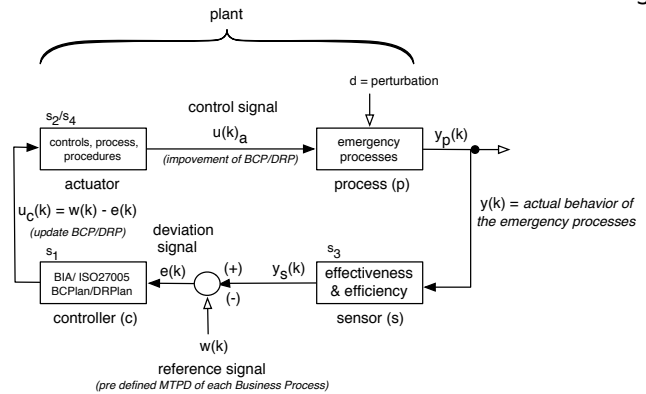 plant
d = perturbation
s2/s4
control signal
controls, process,
procedures
u(k)a
(impovement of BCP/DRP)
emergency
processes
yp(k)
actuator
process (p)
uc(k) = w(k) - e(k)
(update BCP/DRP)
y(k) = actual behavior of
the emergency processes
s1
deviation
signal
s3
BIA/ ISO27005
BCPlan/DRPlan
e(k)
(+)
(-)
ys(k)
effectiveness
& efficiency
controller (c)
sensor (s)
w(k)
reference signal
(pre defined MTPD of each Business Process)